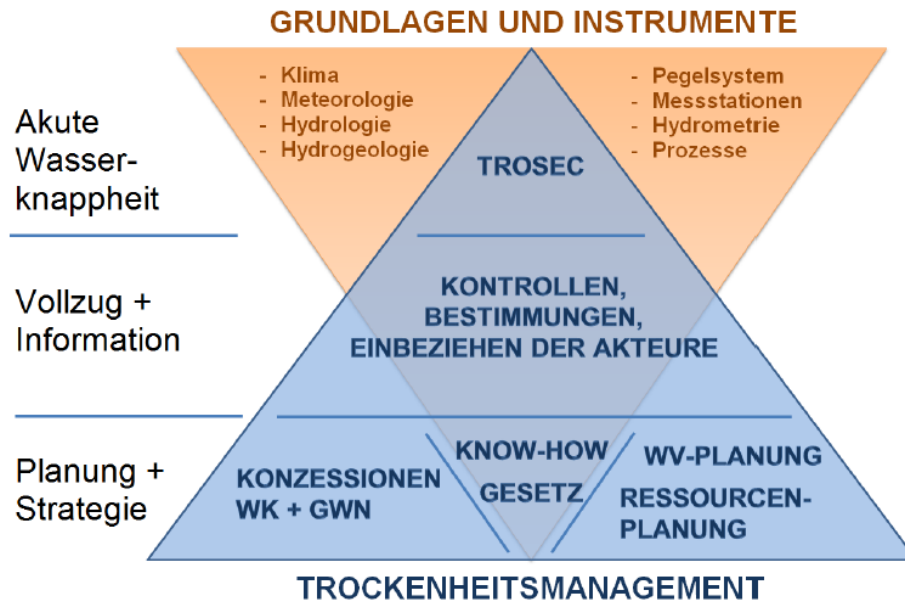 GRUNDLAGEN UND INSTRUMENTE
- Klima
- Meteorologie
- Hydrologie
- Hydrogeologie
- Pegelsystem
- Messstationen
- Hydrometrie
- Prozesse
Akute
Wasser-
knappheit
TROSEC
Vollzug +
Information
KONTROLLEN,
BESTIMMUNGEN,
EINBEZIEHEN DER AKTEURE
Planung +
Strategie
KONZESSIONEN
WK + GWN
KNOW-HOW
GESETZ
WV-PLANUNG
RESSOURCEN-
PLANUNG
TROCKENHEITSMANAGEMENT